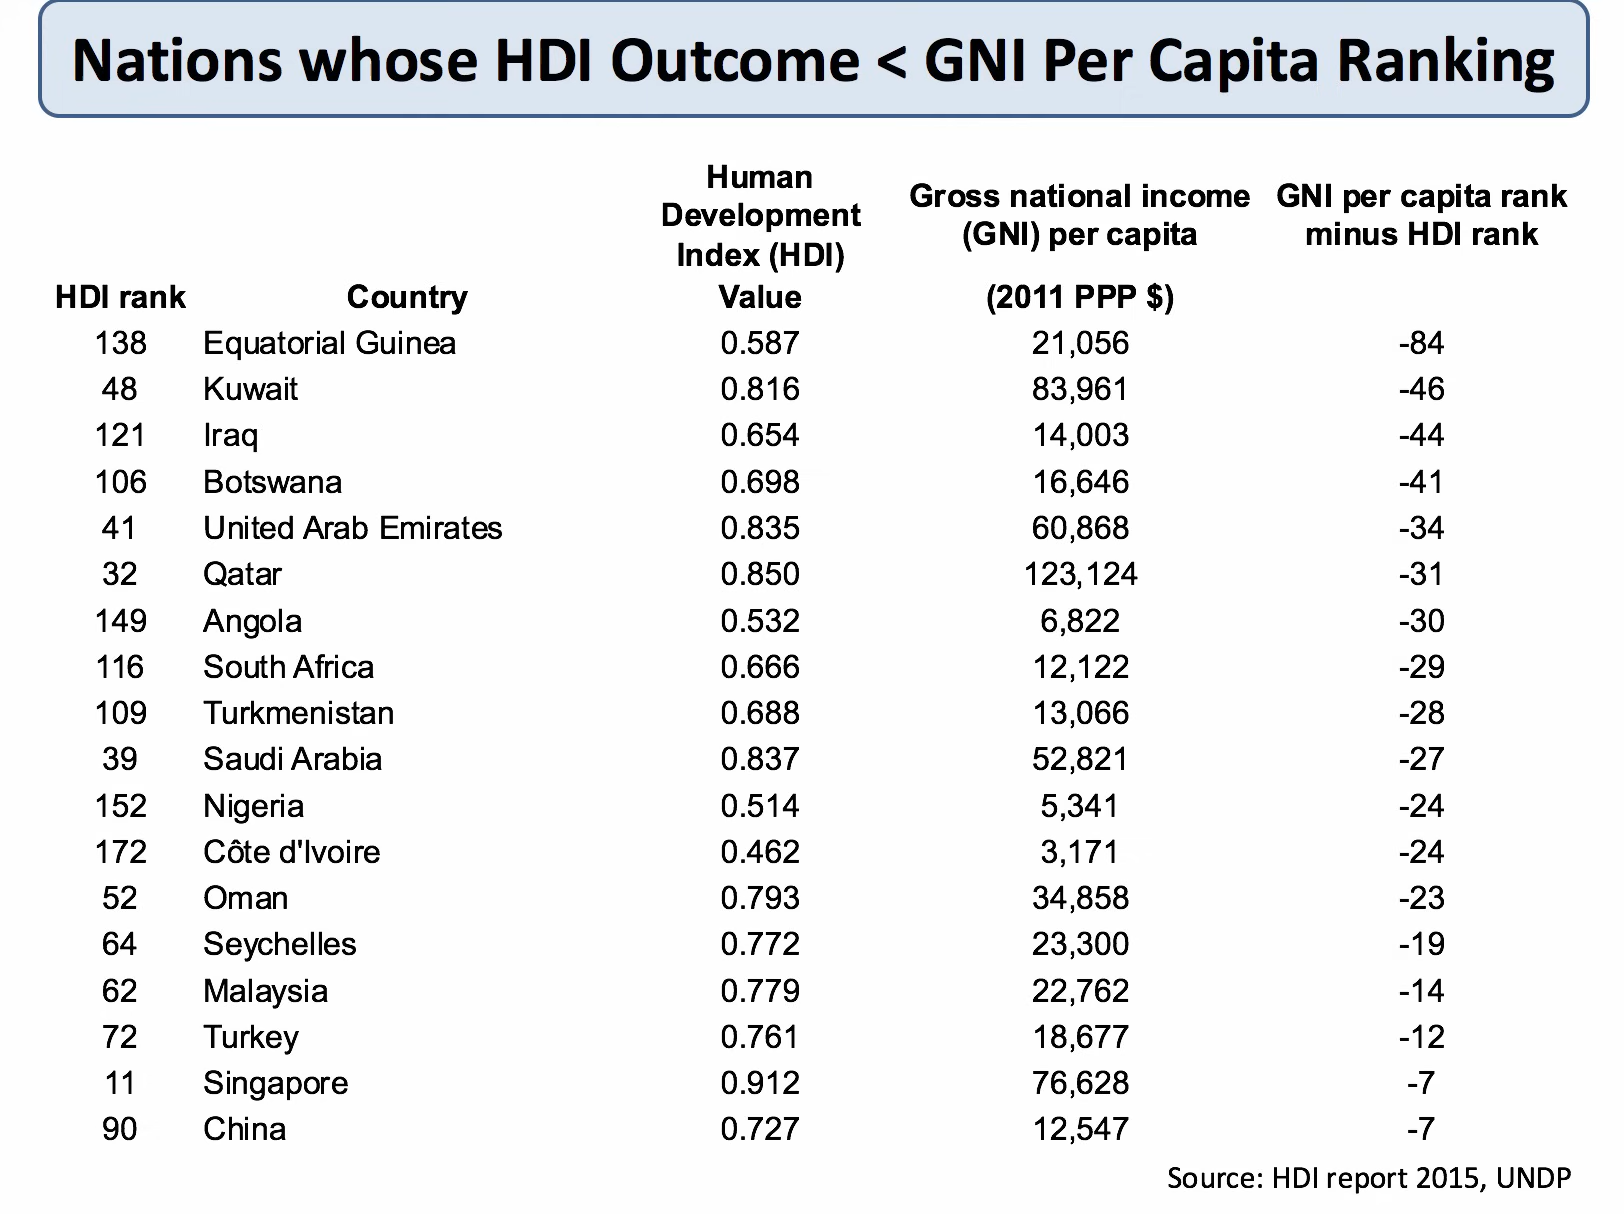 Nations whose HDI Outcome < GNI Per Capita Ranking
HDI rank Country Human Development Index (HDI) Value Gross national income (GNI) per capita (2011 PPP $) GNI per capita rank minus HDI rank
138 Equatorial Guinea 0.587 21,056 -84
48 Kuwait 0.816 83,961 -46
121 Iraq 0.654 14,003 -44
106 Botswana 0.698 16,646 -41
41 United Arab Emirates 0.835 60,868 -34
32 Qatar 0.850 123,124 -31
149 Angola 0.532 6,822 -30
116 South Africa 0.666 12,122 -29
109 Turkmenistan 0.688 13,066 -28
39 Saudi Arabia 0.837 52,821 -27
152 Nigeria 0.514 5,341 -24
172 Côte d'Ivoire 0.462 3,171 -24
52 Oman 0.793 34,858 -23
64 Seychelles 0.772 23,300 -19
62 Malaysia 0.779 22,762 -14
72 Turkey 0.761 18,677 -12
11 Singapore 0.912 76,628 -7
90 China 0.727 12,547 -7
Source: HDI report 2015, UNDP